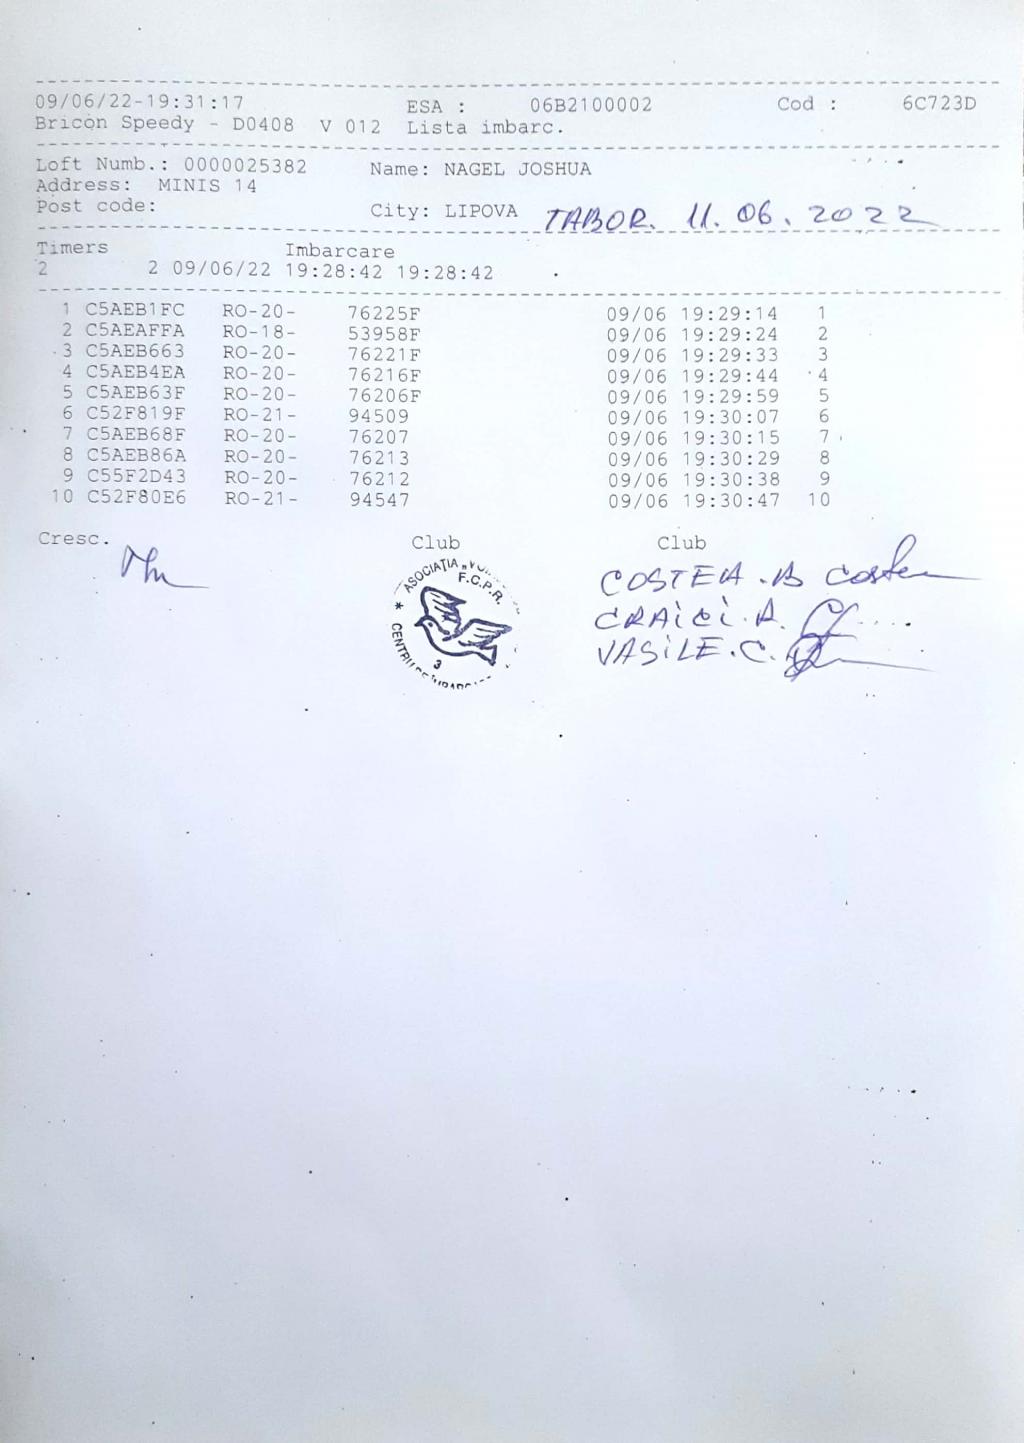 09/06/22-19:31:17 ESA : 06B2100002 Cod : 6C723D
Bricon Speedy - D0408 V 012 Lista imbarc.
Loft Numb.: 0000025382 Name: NAGEL JOSHUA
Address: MINIS 14
Post code: City: LIPOVA TABOR. 11. 06. 2022
Timers Imbarcare
2 2 09/06/22 19:28:42 19:28:42
1 C5AEB1FC RO-20- 76225F 09/06 19:29:14 1
2 C5AEAFFA RO-18- 53958F 09/06 19:29:24 2
3 C5AEB663 RO-20- 76221F 09/06 19:29:33 3
4 C5AEB4EA RO-20- 76216F 09/06 19:29:44 4
5 C5AEB63F RO-20- 76206F 09/06 19:29:59 5
6 C52F819F RO-21- 94509 09/06 19:30:07 6
7 C5AEB68F RO-20- 76207 09/06 19:30:15 7
8 C5AEB86A RO-20- 76213 09/06 19:30:29 8
9 C55F2D43 RO-20- 76212 09/06 19:30:38 9
10 C52F80E6 RO-21- 94547 09/06 19:30:47 10
Cresc. Club Club
ASOCIAȚIA
F.C.P.R.
CENTRU
3
COSTEA . B
CRAICI . A.
VASILE . C.